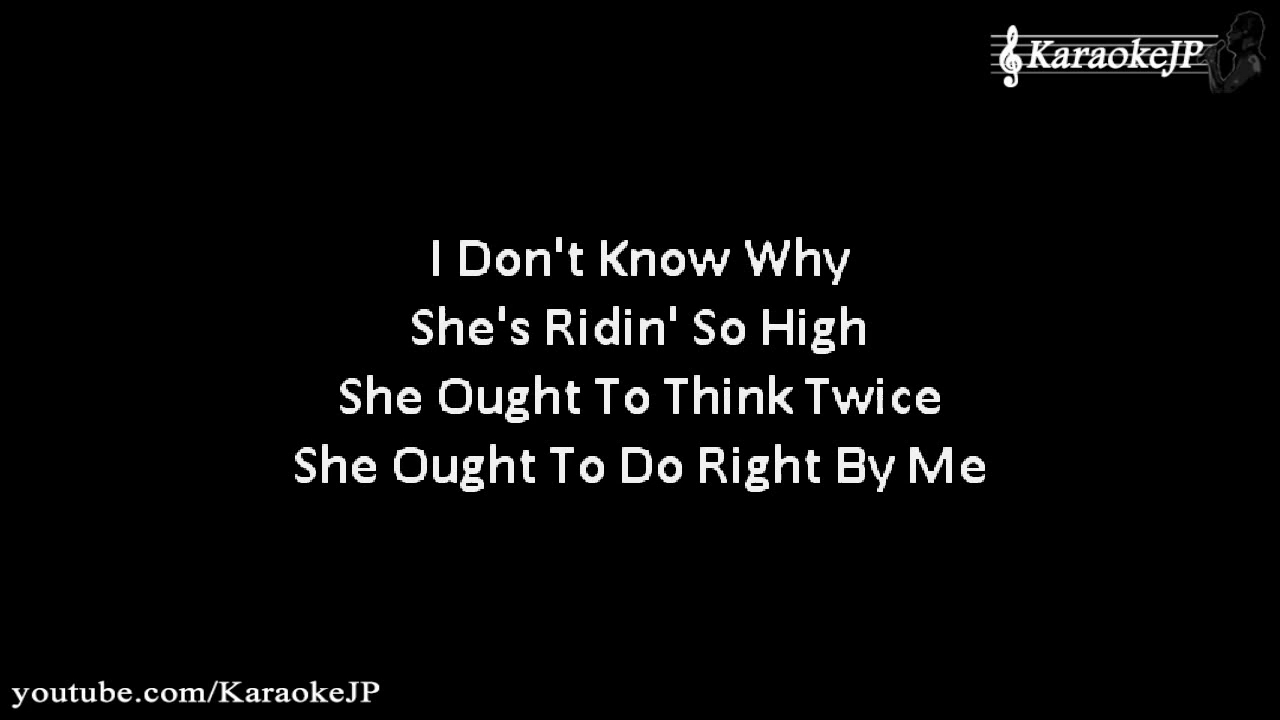 KaraokeJP
I Don't Know Why
She's Ridin' So High
She Ought To Think Twice
She Ought To Do Right By Me
youtube.com/KaraokeJP